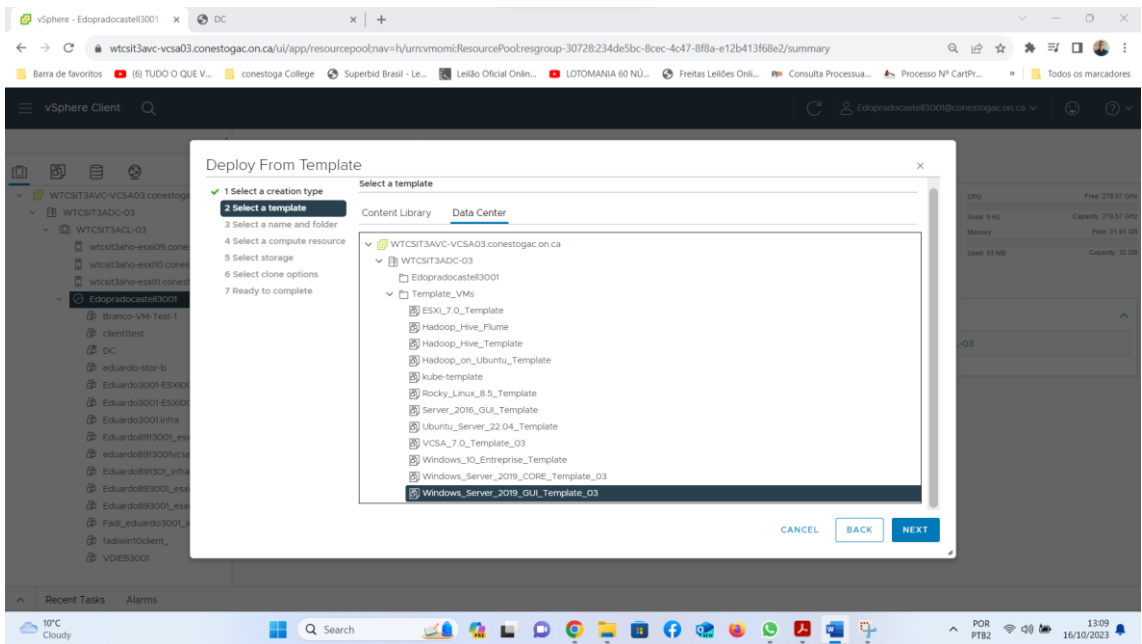 vSphere - Edopradocastell3001
DC
wtcsit3avc-vcsa03.conestogac.on.ca/ui/app/resourcepool;nav=h/urn:vmomi:ResourcePool:resgroup-30728:234de5bc-8cec-4c47-8f8a-e12b413f68e2/summary
Barra de favoritos (6) TUDO O QUE V... conestoga College Superbid Brasil - Le... Leilão Oficial Onlin... LOTOMANIA 60 NÚ... Freitas Leilões Onli... Consulta Processua... Processo Nº CartPr... » Todos os marcadores
vSphere Client
Edopradocastell3001@conestogac.on.ca
WTCSIT3AVC-VCSA03.conestoga
WTCSIT3ADC-03
WTCSIT3ACL-03
wtcsit3aho-esxi09.cones
wtcsit3aho-esxi10.cones
wtcsit3aho-esxi11.conest
Edopradocastell3001
Branco-VM-Test-1
client1test
DC
eduardo-stor-b
Eduardo3001-ESXI0
Eduardo3001-ESXI0
Eduardo3001.infra
Eduardo8913001_esx
eduardo8913001vcsa
Eduardo891301_infra
Eduardo893001_esxi
Eduardo893001_esxi
Fadi_eduardo3001_i
fadiwin10client_
VDIEB3001
Deploy From Template
1 Select a creation type
2 Select a template
3 Select a name and folder
4 Select a compute resource
5 Select storage
6 Select clone options
7 Ready to complete
Select a template
Content Library Data Center
WTCSIT3AVC-VCSA03.conestogac.on.ca
WTCSIT3ADC-03
Edopradocastell3001
Template_VMs
ESXi_7.0_Template
Hadoop_Hive_Flume
Hadoop_Hive_Template
Hadoop_on_Ubuntu_Template
kube-template
Rocky_Linux_8.5_Template
Server_2016_GUI_Template
Ubuntu_Server_22.04_Template
VCSA_7.0_Template_03
Windows_10_Entreprise_Template
Windows_Server_2019_CORE_Template_03
Windows_Server_2019_GUI_Template_03
CANCEL BACK NEXT
CPU Free: 279.57 GHz
Used: 0 Hz Capacity: 279.57 GHz
Memory Free: 31.91 GB
Used: 93 MB Capacity: 32 GB
-03
Recent Tasks Alarms
10°C
Cloudy
Search
POR
PTB2
13:09
16/10/2023